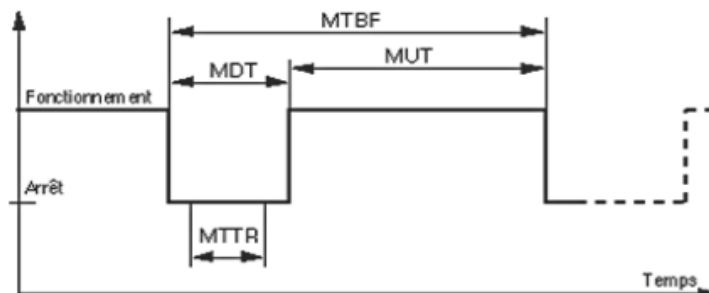 MTBF
MDT
MUT
Fonctionnement
Arrêt
MTTR
Temps